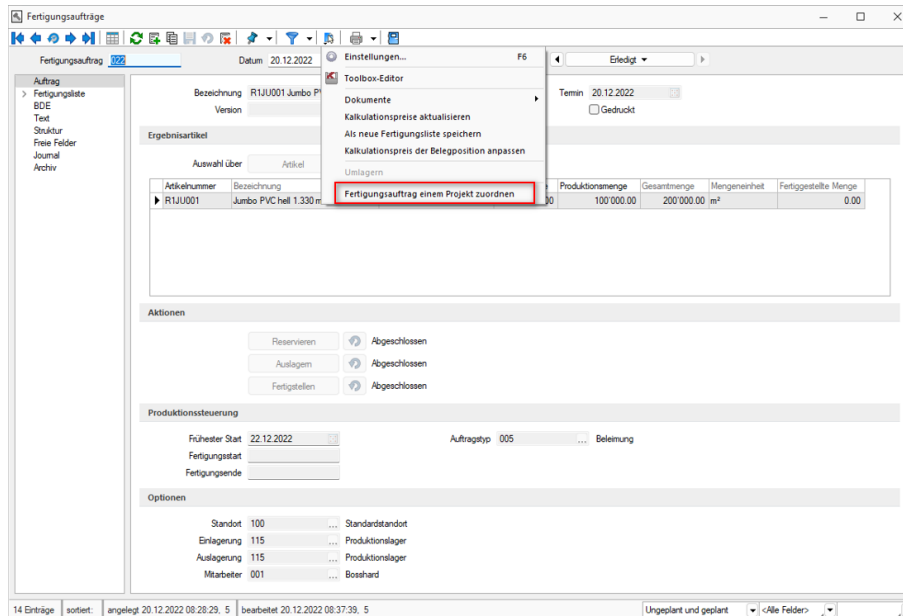 Fertigungsaufträge
Fertigungsauftrag 022 Datum 20.12.2022 Erledigt
Einstellungen... F6
Toolbox-Editor
Dokumente
Kalkulationspreise aktualisieren
Als neue Fertigungsliste speichern
Kalkulationspreis der Belegposition anpassen
Umlagern
Fertigungsauftrag einem Projekt zuordnen
Auftrag
Fertigungsliste
BDE
Text
Struktur
Freie Felder
Journal
Archiv
Bezeichnung R1JU001 Jumbo Termin 20.12.2022
Version Gedruckt
Ergebnisartikel
Auswahl über Artikel
Artikelnummer Bezeichnung Produktionsmenge Gesamtmenge Mengeneinheit Fertiggestellte Menge
R1JU001 Jumbo PVC hell 1.330 m 100'000.00 200'000.00 m² 0.00
Aktionen
Reservieren Abgeschlossen
Auslagern Abgeschlossen
Fertigstellen Abgeschlossen
Produktionssteuerung
Frühester Start 22.12.2022 Auftragstyp 005 ... Beleimung
Fertigungsstart
Fertigungsende
Optionen
Standort 100 ... Standardstandort
Einlagerung 115 ... Produktionslager
Auslagerung 115 ... Produktionslager
Mitarbeiter 001 ... Bosshard
14 Einträge sortiert: angelegt 20.12.2022 08:28:29, 5 bearbeitet 20.12.2022 08:37:39, 5 Ungeplant und geplant <Alle Felder>